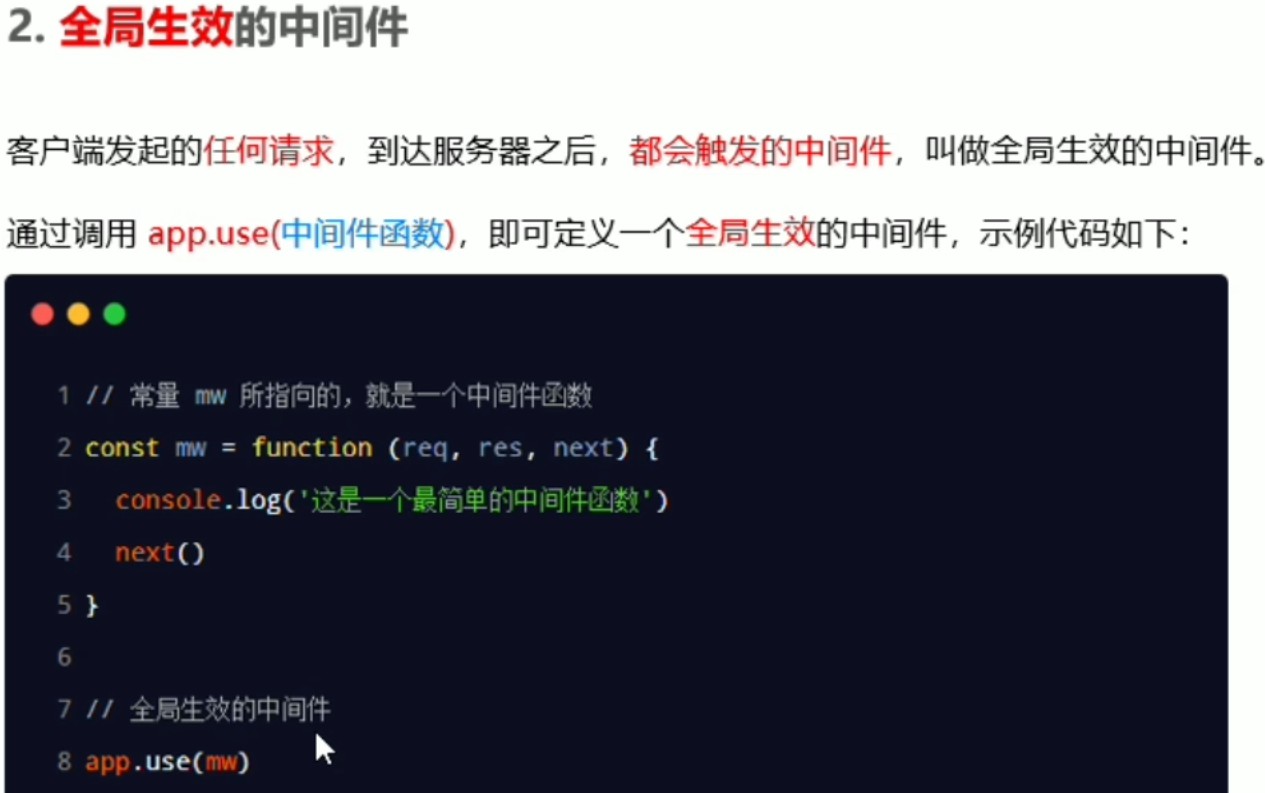 2. 全局生效的中间件
客户端发起的任何请求，到达服务器之后，都会触发的中间件，叫做全局生效的中间件。
通过调用 app.use(中间件函数)，即可定义一个全局生效的中间件，示例代码如下：
1 // 常量 mw 所指向的，就是一个中间件函数
2 const mw = function (req, res, next) {
3   console.log('这是一个最简单的中间件函数')
4   next()
5 }
6
7 // 全局生效的中间件
8 app.use(mw)